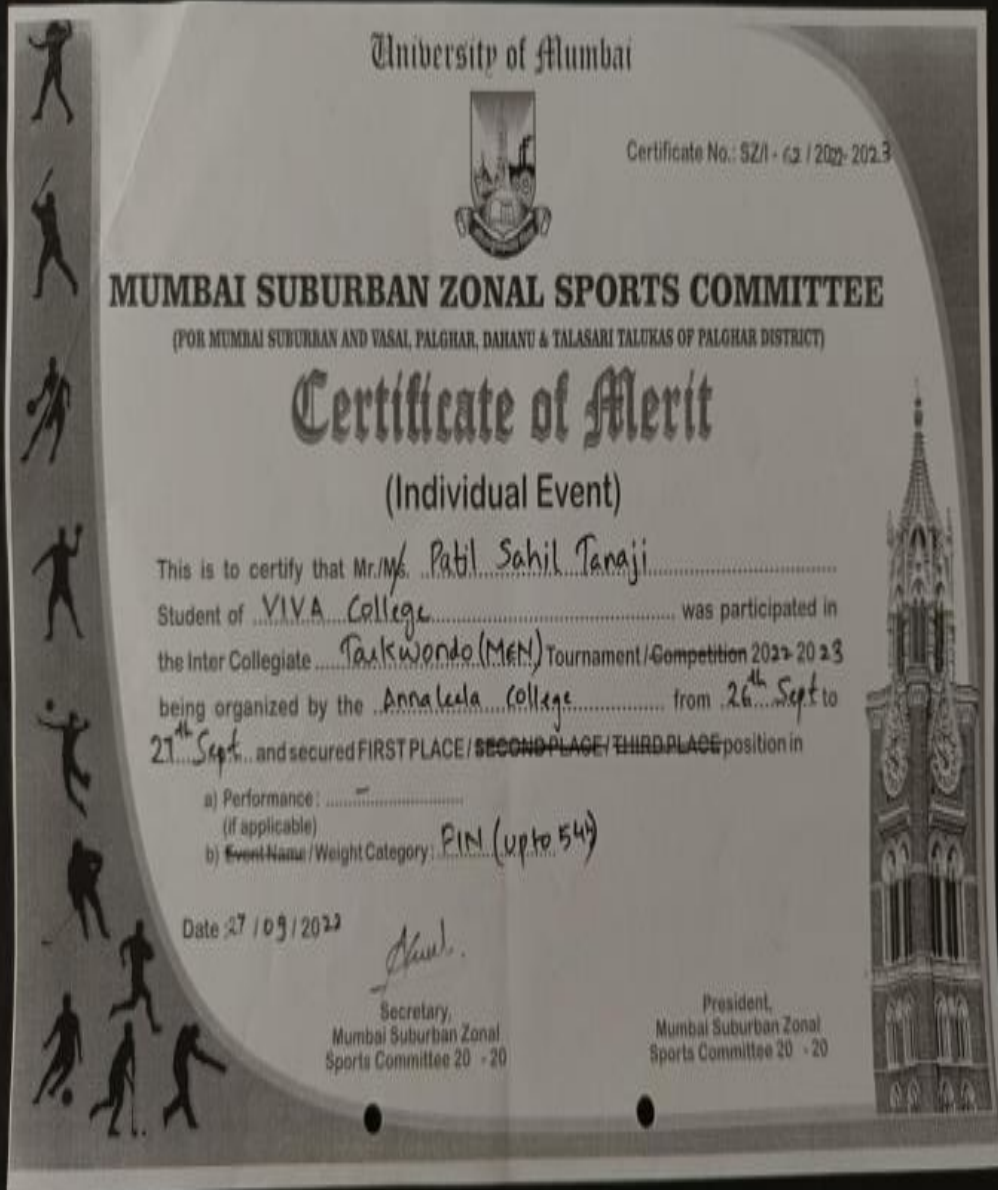 University of Mumbai
Certificate No.: SZ/I - 62 / 2022-2023
MUMBAI SUBURBAN ZONAL SPORTS COMMITTEE
(FOR MUMBAI SUBURBAN AND VASAI, PALGHAR, DAHANU & TALASARI TALUKAS OF PALGHAR DISTRICT)
Certificate of Merit
(Individual Event)
This is to certify that Mr./Ms. Patil Sahil Tanaji
Student of VIVA College was participated in
the Inter Collegiate Taekwondo (MEN) Tournament/Competition 2022-2023
being organized by the Annaleela College from 26th Sept to
27th Sept. and secured FIRST PLACE / SECOND PLACE / THIRD PLACE position in
a) Performance : -
(if applicable)
b) Event Name / Weight Category : FIN (upto 54)
Date : 27 / 09 / 2022
Secretary,
Mumbai Suburban Zonal
Sports Committee 20 - 20
President,
Mumbai Suburban Zonal
Sports Committee 20 - 20